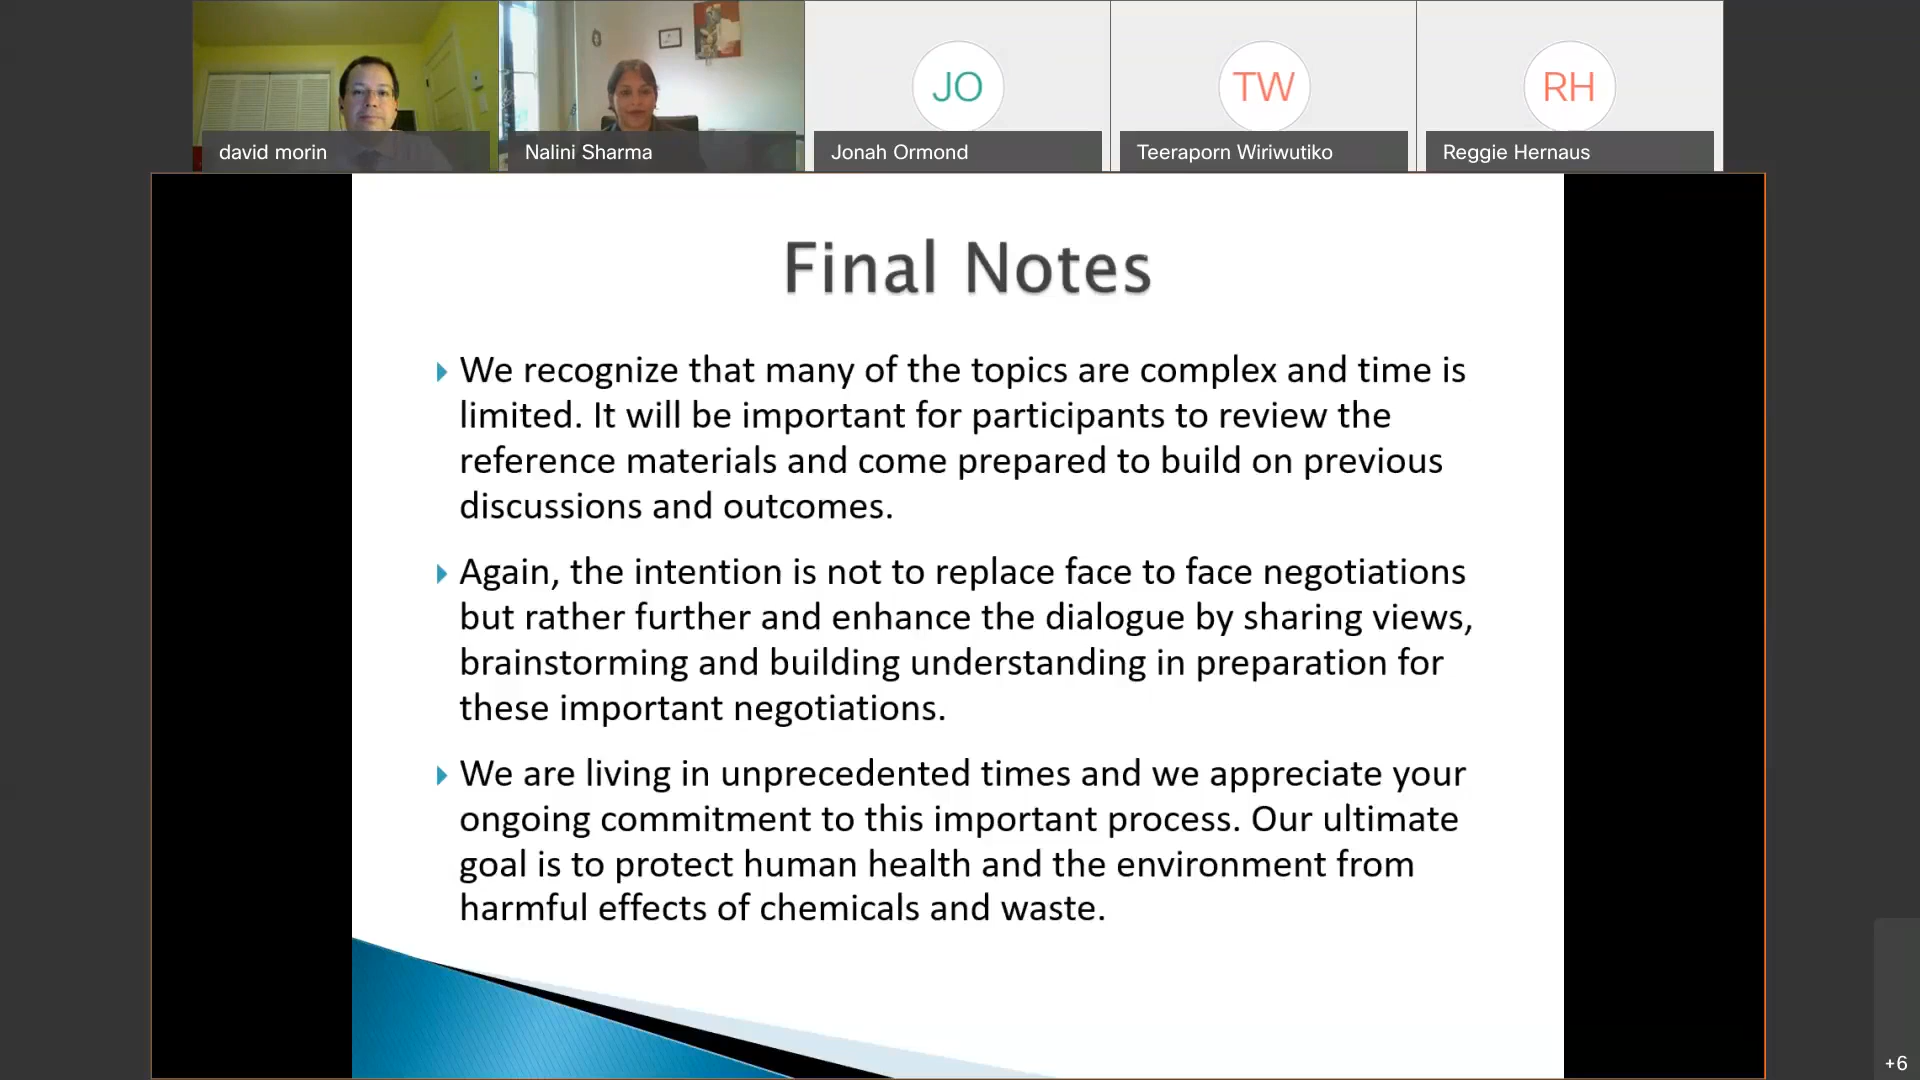 JO
TW
RH
david morin
Nalini Sharma
Jonah Ormond
Teeraporn Wiriwutiko
Reggie Hernaus
Final Notes
We recognize that many of the topics are complex and time is
limited. It will be important for participants to review the
reference materials and come prepared to build on previous
discussions and outcomes.
Again, the intention is not to replace face to face negotiations
but rather further and enhance the dialogue by sharing views,
brainstorming and building understanding in preparation for
these important negotiations.
We are living in unprecedented times and we appreciate your
ongoing commitment to this important process. Our ultimate
goal is to protect human health and the environment from
harmful effects of chemicals and waste.
+6